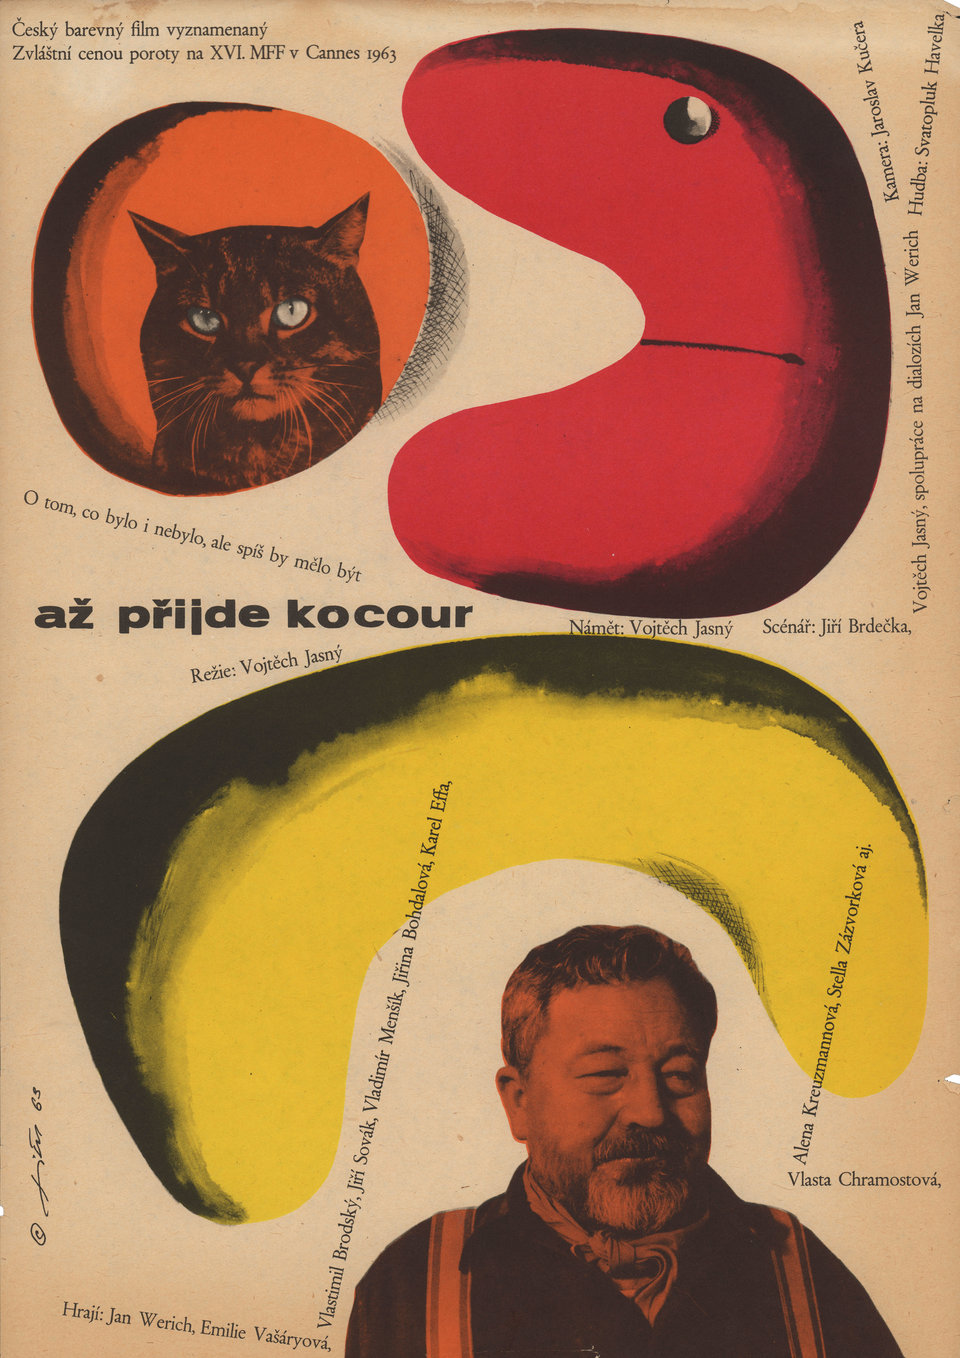 Český barevný film vyznamenaný
Zvláštní cenou poroty na XVI. MFF v Cannes 1963
O tom, co bylo i nebylo, ale spíš by mělo být
až přijde kocour
Režie: Vojtěch Jasný
Námět: Vojtěch Jasný Scénář: Jiří Brdečka,
Vojtěch Jasný, spolupráce na dialozích Jan Werich Hudba: Svatopluk Havelka
Kamera: Jaroslav Kučera
Hrají: Jan Werich, Emilie Vašáryová,
Vlastimil Brodský, Jiří Sovák, Vladimír Menšík, Jiřina Bohdalová, Karel Effa,
Vlasta Chramostová,
Alena Kreuzmannová, Stella Zázvorková aj.
© 63